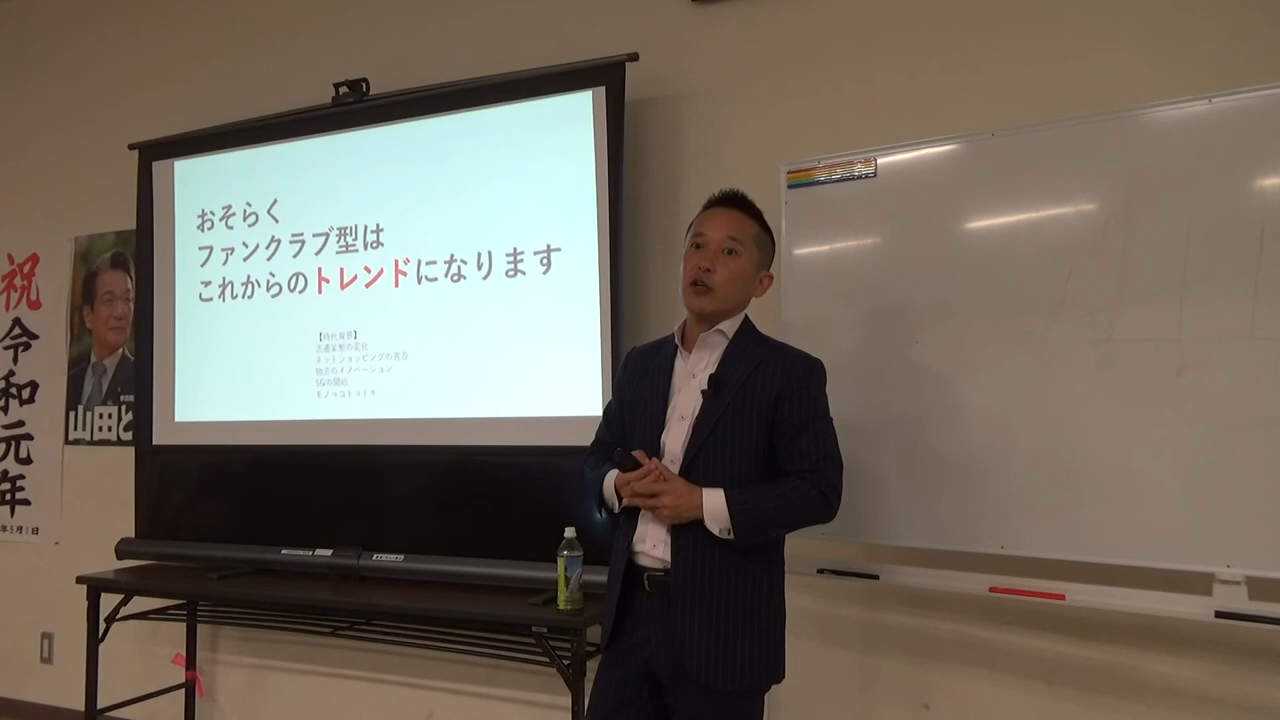 おそらく
ファンクラブ型は
これからのトレンドになります
【時代背景】
流通業態の変化
ネットショッピングの普及
物流のイノベーション
5Gの開始
モノ→コト→トキ
祝
令和元年
年5月1日
山田と